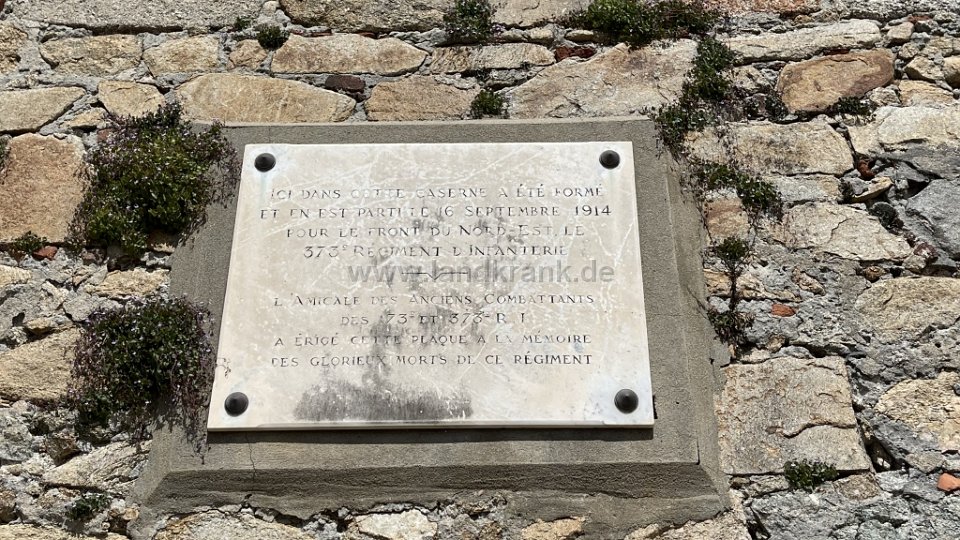 ICI DANS CETTE CASERNE A ÉTÉ FORMÉ
ET EN EST PARTI LE 16 SEPTEMBRE 1914
POUR LE FRONT DU NORD-EST, LE
373E RÉGIMENT D'INFANTERIE
www.landkrank.de
L'AMICALE DES ANCIENS COMBATTANTS
DES 173E ET 373E R.I.
A ÉRIGÉ CETTE PLAQUE A LA MÉMOIRE
DES GLORIEUX MORTS DE CE RÉGIMENT